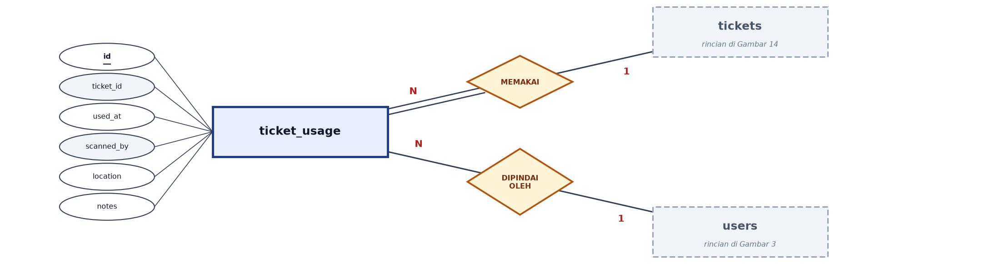 id
ticket_id
used_at
scanned_by
location
notes
ticket_usage
N
N
MEMAKAI
DIPINDAI
OLEH
1
1
tickets
rincian di Gambar 14
users
rincian di Gambar 3